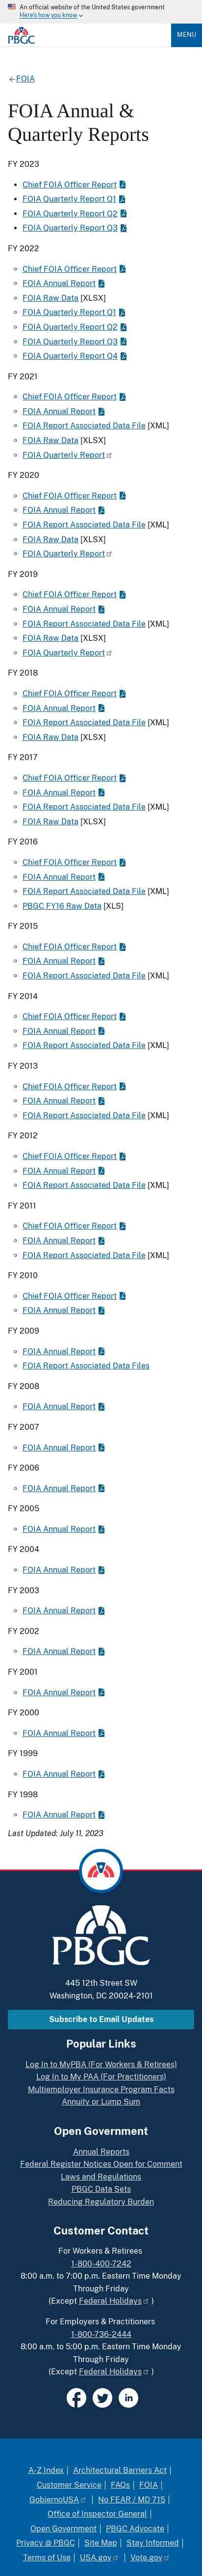 An official website of the United States government
Here's how you know
PBGC
MENU
FOIA
FOIA Annual &
Quarterly Reports
FY 2023
Chief FOIA Officer Report
FOIA Quarterly Report Q1
FOIA Quarterly Report Q2
FOIA Quarterly Report Q3
FY 2022
Chief FOIA Officer Report
FOIA Annual Report
FOIA Raw Data [XLSX]
FOIA Quarterly Report Q1
FOIA Quarterly Report Q2
FOIA Quarterly Report Q3
FOIA Quarterly Report Q4
FY 2021
Chief FOIA Officer Report
FOIA Annual Report
FOIA Report Associated Data File [XML]
FOIA Raw Data [XLSX]
FOIA Quarterly Report
FY 2020
Chief FOIA Officer Report
FOIA Annual Report
FOIA Report Associated Data File [XML]
FOIA Raw Data [XLSX]
FOIA Quarterly Report
FY 2019
Chief FOIA Officer Report
FOIA Annual Report
FOIA Report Associated Data File [XML]
FOIA Raw Data [XLSX]
FOIA Quarterly Report
FY 2018
Chief FOIA Officer Report
FOIA Annual Report
FOIA Report Associated Data File [XML]
FOIA Raw Data [XLSX]
FY 2017
Chief FOIA Officer Report
FOIA Annual Report
FOIA Report Associated Data File [XML]
FOIA Raw Data [XLSX]
FY 2016
Chief FOIA Officer Report
FOIA Annual Report
FOIA Report Associated Data File [XML]
PBGC FY16 Raw Data [XLS]
FY 2015
Chief FOIA Officer Report
FOIA Annual Report
FOIA Report Associated Data File [XML]
FY 2014
Chief FOIA Officer Report
FOIA Annual Report
FOIA Report Associated Data File [XML]
FY 2013
Chief FOIA Officer Report
FOIA Annual Report
FOIA Report Associated Data File [XML]
FY 2012
Chief FOIA Officer Report
FOIA Annual Report
FOIA Report Associated Data File [XML]
FY 2011
Chief FOIA Officer Report
FOIA Annual Report
FOIA Report Associated Data File [XML]
FY 2010
Chief FOIA Officer Report
FOIA Annual Report
FY 2009
FOIA Annual Report
FOIA Report Associated Data Files
FY 2008
FOIA Annual Report
FY 2007
FOIA Annual Report
FY 2006
FOIA Annual Report
FY 2005
FOIA Annual Report
FY 2004
FOIA Annual Report
FY 2003
FOIA Annual Report
FY 2002
FOIA Annual Report
FY 2001
FOIA Annual Report
FY 2000
FOIA Annual Report
FY 1999
FOIA Annual Report
FY 1998
FOIA Annual Report
Last Updated: July 11, 2023
PBGC
445 12th Street SW
Washington, DC 20024-2101
Subscribe to Email Updates
Popular Links
Log In to MyPBA (For Workers & Retirees)
Log In to My PAA (For Practitioners)
Multiemployer Insurance Program Facts
Annuity or Lump Sum
Open Government
Annual Reports
Federal Register Notices Open for Comment
Laws and Regulations
PBGC Data Sets
Reducing Regulatory Burden
Customer Contact
For Workers & Retirees
1-800-400-7242
8:00 a.m. to 7:00 p.m. Eastern Time Monday
Through Friday
(Except Federal Holidays )
For Employers & Practitioners
1-800-736-2444
8:00 a.m. to 5:00 p.m. Eastern Time Monday
Through Friday
(Except Federal Holidays )
in
A-Z Index | Architectural Barriers Act |
Customer Service | FAQs | FOIA |
GobiernoUSA | No FEAR / MD 715 |
Office of Inspector General |
Open Government | PBGC Advocate |
Privacy @ PBGC | Site Map | Stay Informed |
Terms of Use | USA.gov | Vote.gov